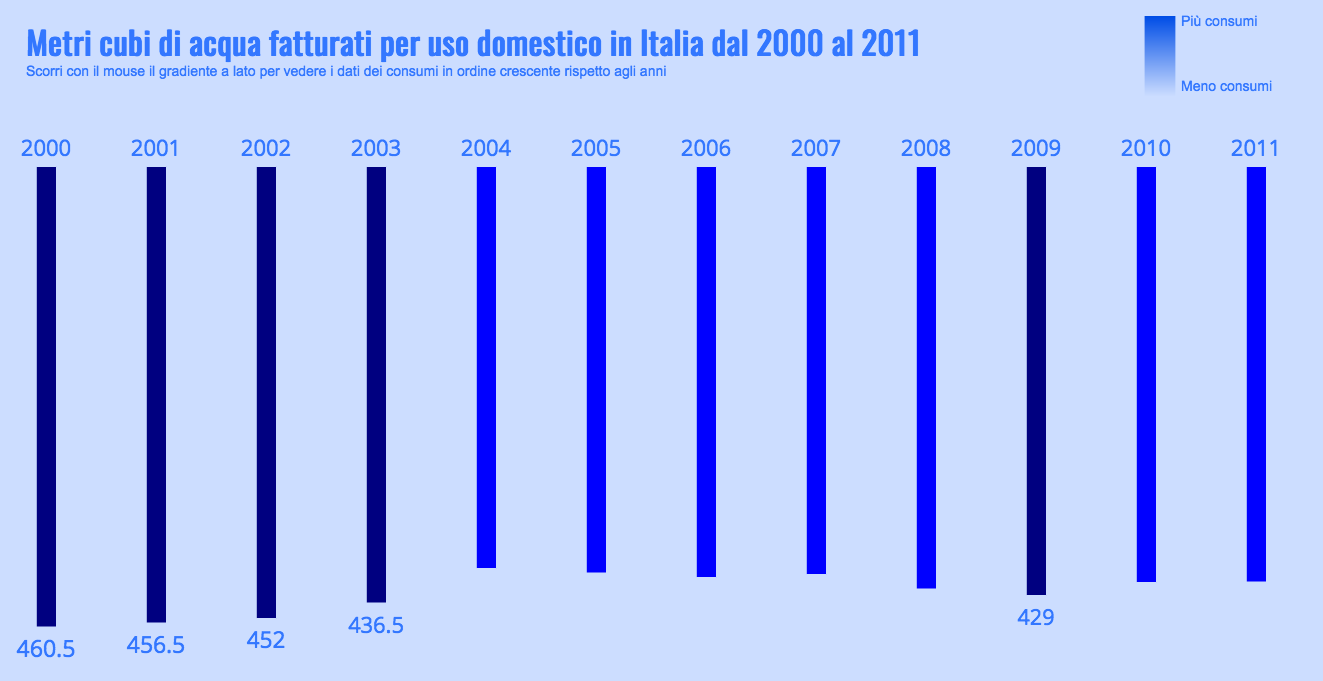 Metri cubi di acqua fatturati per uso domestico in Italia dal 2000 al 2011
Scorri con il mouse il gradiente a lato per vedere i dati dei consumi in ordine crescente rispetto agli anni
Più consumi
Meno consumi
2000 2001 2002 2003 2004 2005 2006 2007 2008 2009 2010 2011
460.5 456.5 452 436.5 429